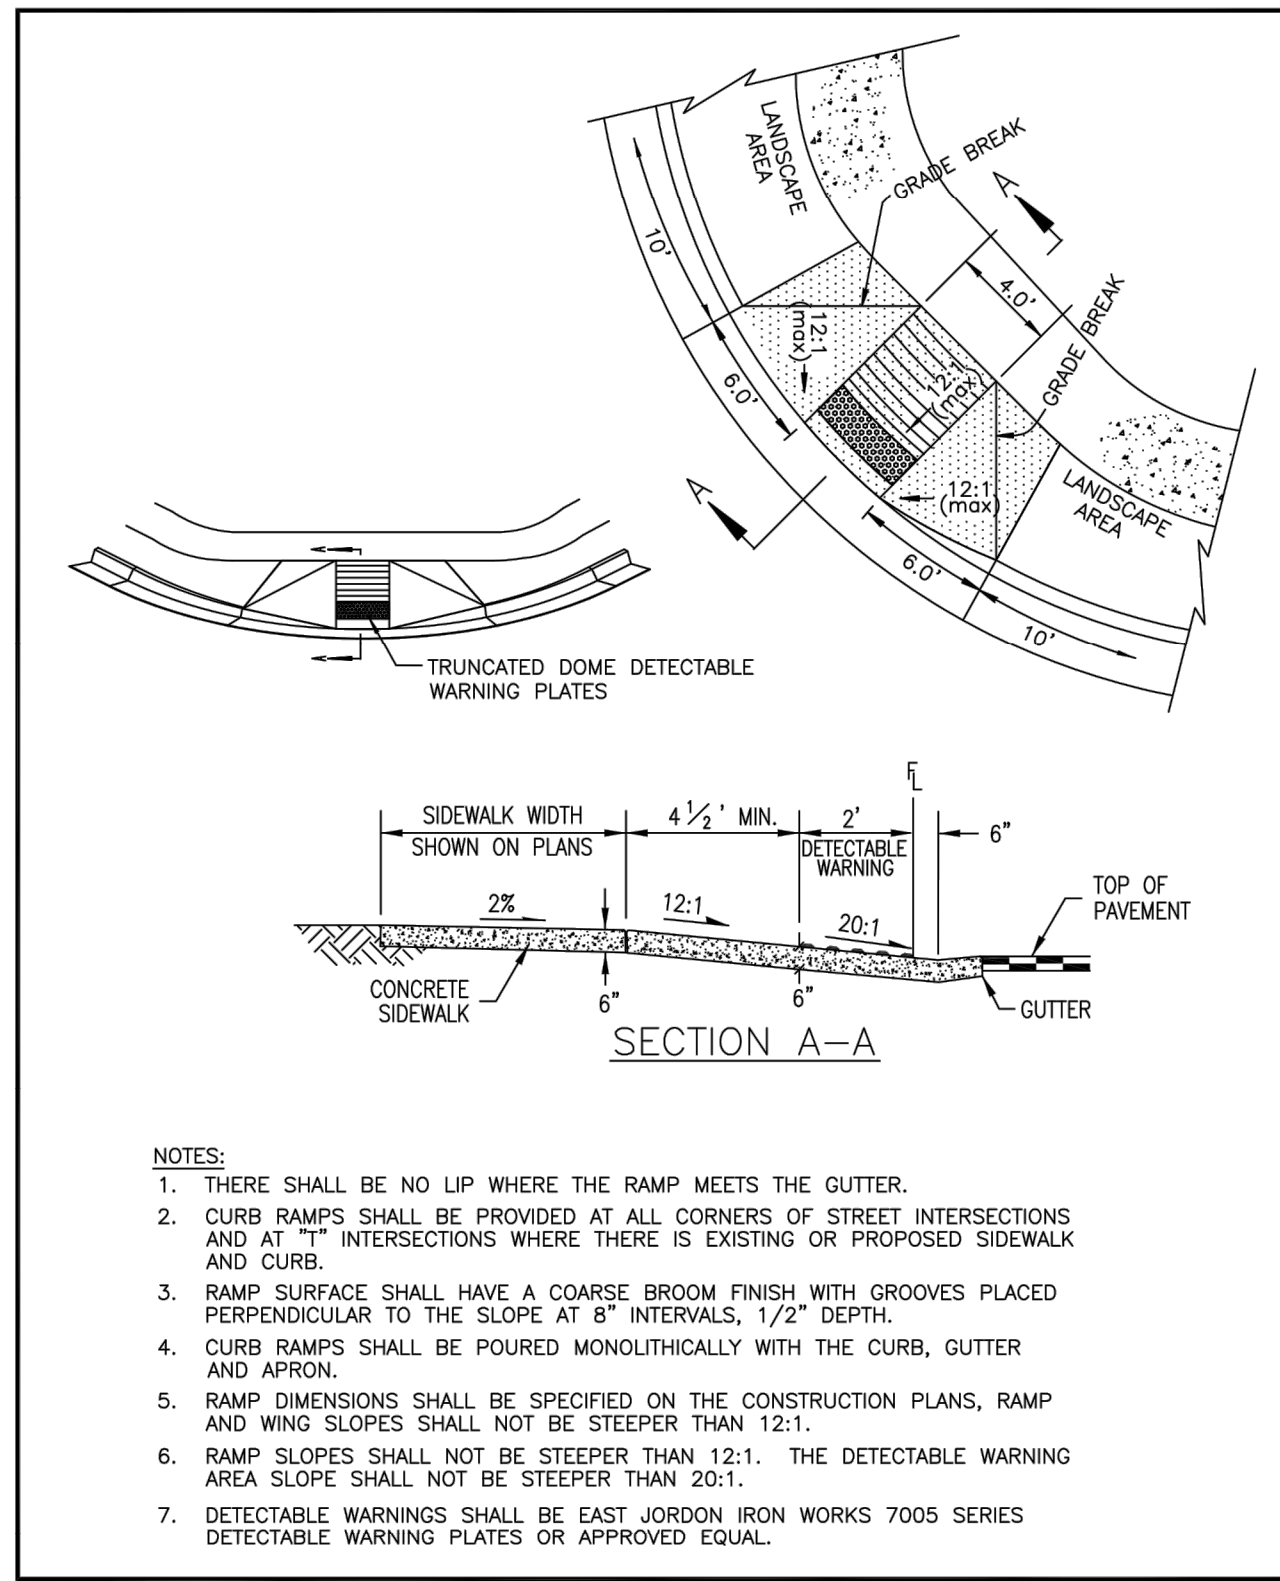 LANDSCAPE
AREA
GRADE BREAK
A
10'
4.0'
GRADE BREAK
12:1
(max)
12:1
(max)
6.0'
A
12:1
(max)
LANDSCAPE
AREA
6.0'
10'
A
A
TRUNCATED DOME DETECTABLE
WARNING PLATES
FL
SIDEWALK WIDTH
SHOWN ON PLANS
4 1/2' MIN.
2'
DETECTABLE
WARNING
6"
TOP OF
PAVEMENT
2%
12:1
20:1
CONCRETE
SIDEWALK
6"
6"
GUTTER
SECTION A-A
NOTES:
1. THERE SHALL BE NO LIP WHERE THE RAMP MEETS THE GUTTER.
2. CURB RAMPS SHALL BE PROVIDED AT ALL CORNERS OF STREET INTERSECTIONS
AND AT "T" INTERSECTIONS WHERE THERE IS EXISTING OR PROPOSED SIDEWALK
AND CURB.
3. RAMP SURFACE SHALL HAVE A COARSE BROOM FINISH WITH GROOVES PLACED
PERPENDICULAR TO THE SLOPE AT 8" INTERVALS, 1/2" DEPTH.
4. CURB RAMPS SHALL BE POURED MONOLITHICALLY WITH THE CURB, GUTTER
AND APRON.
5. RAMP DIMENSIONS SHALL BE SPECIFIED ON THE CONSTRUCTION PLANS, RAMP
AND WING SLOPES SHALL NOT BE STEEPER THAN 12:1.
6. RAMP SLOPES SHALL NOT BE STEEPER THAN 12:1. THE DETECTABLE WARNING
AREA SLOPE SHALL NOT BE STEEPER THAN 20:1.
7. DETECTABLE WARNINGS SHALL BE EAST JORDON IRON WORKS 7005 SERIES
DETECTABLE WARNING PLATES OR APPROVED EQUAL.